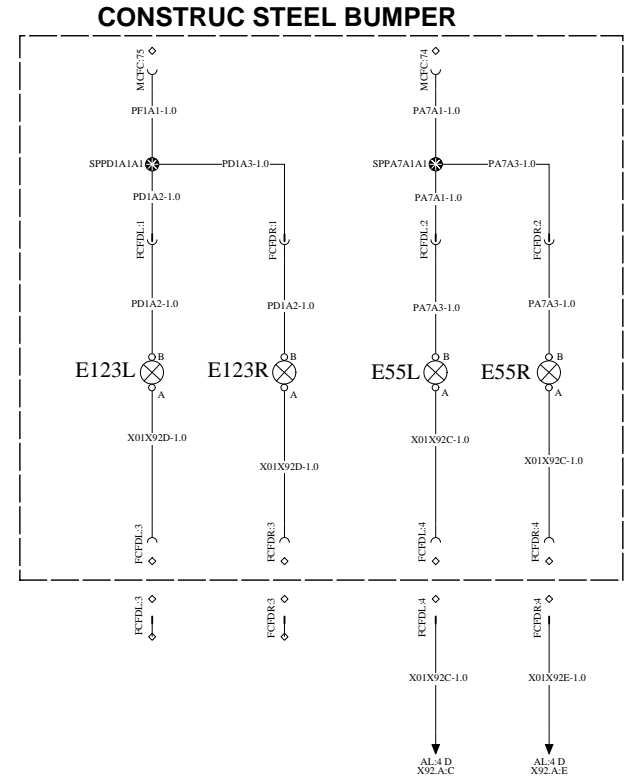 CONSTRUC STEEL BUMPER
MCFC:75
MCFC:74
PF1A1-1.0
PA7A1-1.0
SPPD1A1A1
PD1A3-1.0
SPPA7A1A1
PA7A3-1.0
PD1A2-1.0
PA7A1-1.0
FCFDL:1
FCFDR:1
FCFDL:2
FCFDR:2
PD1A2-1.0
PD1A2-1.0
PA7A3-1.0
PA7A3-1.0
B
B
B
B
E123L
E123R
E55L
E55R
A
A
A
A
X01X92D-1.0
X01X92D-1.0
X01X92C-1.0
X01X92C-1.0
FCFDL:3
FCFDR:3
FCFDL:4
FCFDR:4
FCFDL:3
FCFDR:3
FCFDL:4
FCFDR:4
X01X92C-1.0
X01X92E-1.0
AL:4 D
X92.A:C
AL:4 D
X92.A:E